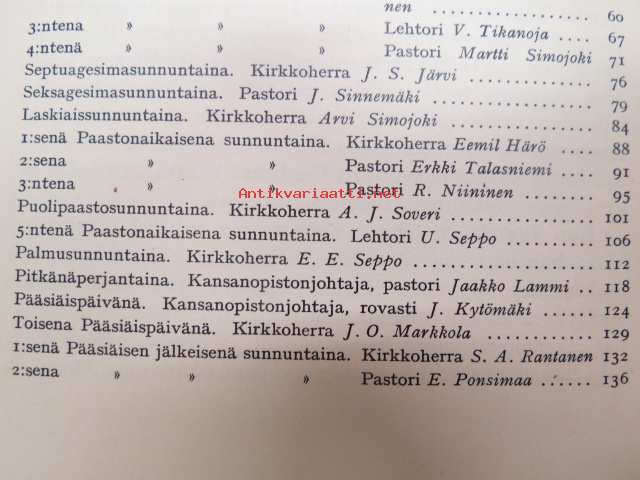 nen .................... 60
3:ntena » » » Lehtori V. Tikanoja .... 67
4:ntenä » » » Pastori Martti Simojoki 71
Septuagesimasunnuntaina. Kirkkoherra J. S. Järvi ............ 76
Seksagesimasunnuntaina. Pastori J. Sinnemäki ................ 79
Laskiaissunnuntaina. Kirkkoherra Arvi Simojoki .............. 84
1:senä Paastonaikaisena sunnuntaina. Kirkkoherra Eemil Härö .. 88
2:sena » » Pastori Erkki Talasniemi .. 91
3:ntena » » Pastori R. Niininen ...... 95
Antikvariaatti.net
Puolipaastosunnuntaina. Kirkkoherra A. J. Soveri ............ 101
5:ntenä Paastonaikaisena sunnuntaina. Lehtori U. Seppo ........ 106
Palmusunnuntaina. Kirkkoherra E. E. Seppo .................. 112
Pitkänäperjantaina. Kansanopistonjohtaja, pastori Jaakko Lammi .. 118
Pääsiäispäivänä. Kansanopistonjohtaja, rovasti J. Kytömäki .... 124
Toisena Pääsiäispäivänä. Kirkkoherra J. O. Markkola .......... 129
1:senä Pääsiäisen jälkeisenä sunnuntaina. Kirkkoherra S. A. Rantanen 132
2:sena » » » Pastori E. Ponsimaa ...... 136